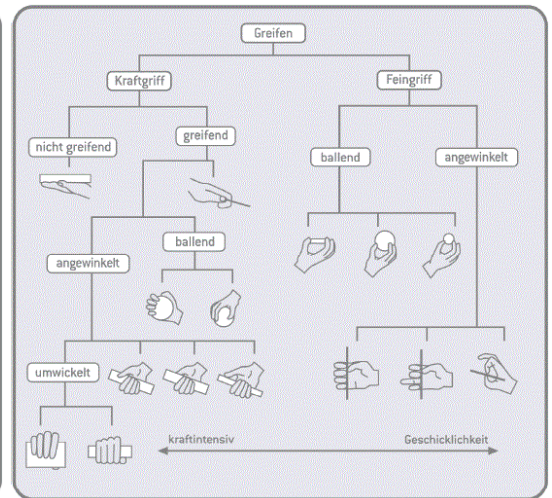 Greifen
Kraftgriff
Feingriff
greifend
nicht greifend
ballend
angewinkelt
ballend
angewinkelt
umwickelt
kraftintensiv
Geschicklichkeit